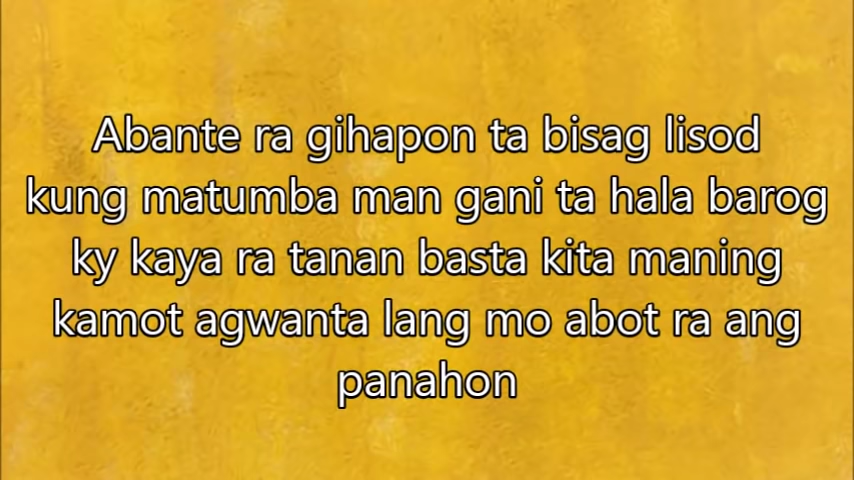 Abante ra gihapon ta bisag lisod
kung matumba man gani ta hala barog
ky kaya ra tanan basta kita maning
kamot agwanta lang mo abot ra ang
panahon